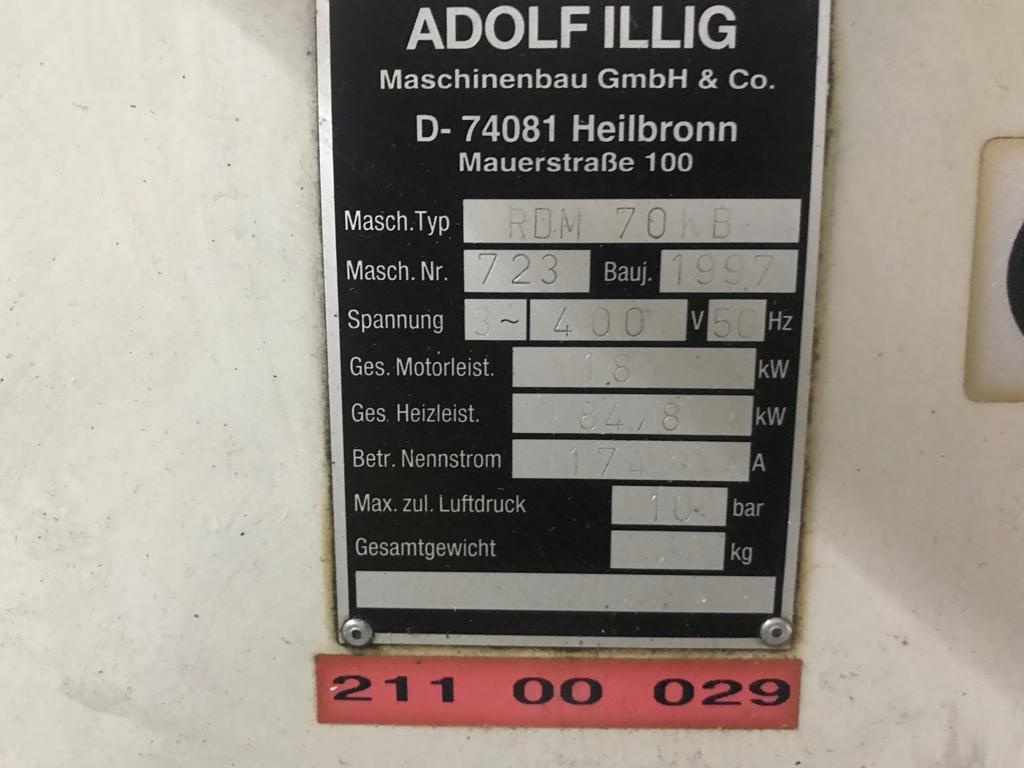 ADOLF ILLIG
Maschinenbau GmbH & Co.
D- 74081 Heilbronn
Mauerstraße 100
Masch.Typ RDM 70KB
Masch. Nr. 723 Bauj. 1997
Spannung 3~ 400 V 50 Hz
Ges. Motorleist. 18 kW
Ges. Heizleist. 84,8 kW
Betr. Nennstrom 174 A
Max. zul. Luftdruck 10 bar
Gesamtgewicht kg
211 00 029